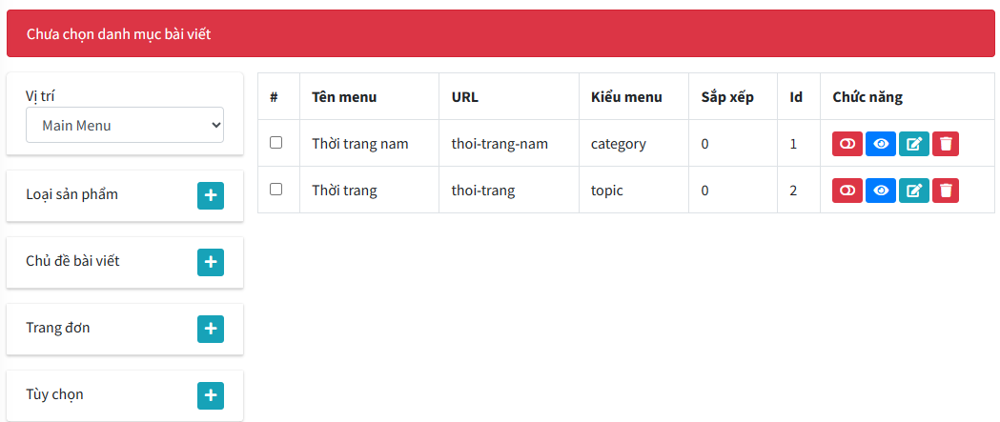 Chưa chọn danh mục bài viết
Vị trí
Main Menu
Loại sản phẩm
Chủ đề bài viết
Trang đơn
Tùy chọn
# Tên menu URL Kiểu menu Sắp xếp Id Chức năng
Thời trang nam thoi-trang-nam category 0 1
Thời trang thoi-trang topic 0 2